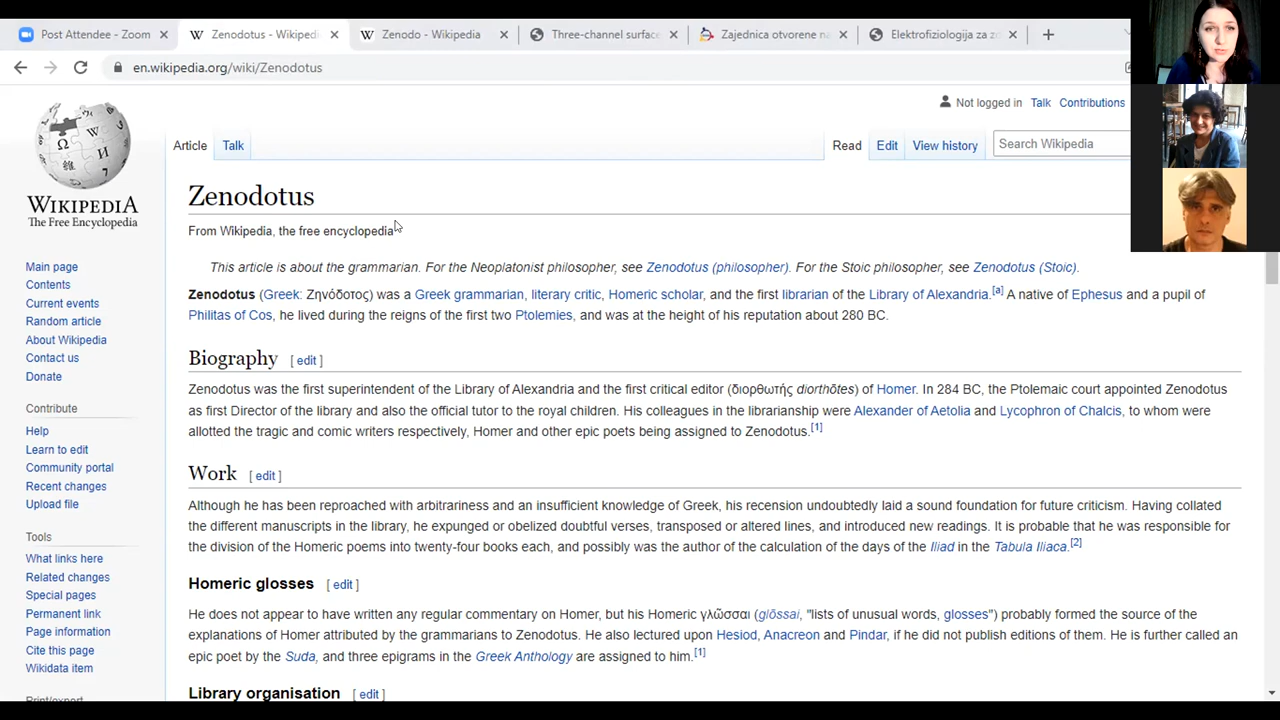 Post Attendee - Zoom
Zenodotus - Wikipedi
Zenodo - Wikipedia
Three-channel surface
Zajednica otvorene na
Elektrofiziologija za zo
en.wikipedia.org/wiki/Zenodotus
Not logged in Talk Contributions
Article Talk Read Edit View history Search Wikipedia
WIKIPEDIA
The Free Encyclopedia
Main page
Contents
Current events
Random article
About Wikipedia
Contact us
Donate
Contribute
Help
Learn to edit
Community portal
Recent changes
Upload file
Tools
What links here
Related changes
Special pages
Permanent link
Page information
Cite this page
Wikidata item
Print/export
Zenodotus
From Wikipedia, the free encyclopedia
This article is about the grammarian. For the Neoplatonist philosopher, see Zenodotus (philosopher). For the Stoic philosopher, see Zenodotus (Stoic).
Zenodotus (Greek: Ζηνόδοτος) was a Greek grammarian, literary critic, Homeric scholar, and the first librarian of the Library of Alexandria.[a] A native of Ephesus and a pupil of
Philitas of Cos, he lived during the reigns of the first two Ptolemies, and was at the height of his reputation about 280 BC.
Biography [ edit ]
Zenodotus was the first superintendent of the Library of Alexandria and the first critical editor (διορθωτής diorthōtes) of Homer. In 284 BC, the Ptolemaic court appointed Zenodotus
as first Director of the library and also the official tutor to the royal children. His colleagues in the librarianship were Alexander of Aetolia and Lycophron of Chalcis, to whom were
allotted the tragic and comic writers respectively, Homer and other epic poets being assigned to Zenodotus.[1]
Work [ edit ]
Although he has been reproached with arbitrariness and an insufficient knowledge of Greek, his recension undoubtedly laid a sound foundation for future criticism. Having collated
the different manuscripts in the library, he expunged or obelized doubtful verses, transposed or altered lines, and introduced new readings. It is probable that he was responsible for
the division of the Homeric poems into twenty-four books each, and possibly was the author of the calculation of the days of the Iliad in the Tabula Iliaca.[2]
Homeric glosses [ edit ]
He does not appear to have written any regular commentary on Homer, but his Homeric γλῶσσαι (glōssai, "lists of unusual words, glosses") probably formed the source of the
explanations of Homer attributed by the grammarians to Zenodotus. He also lectured upon Hesiod, Anacreon and Pindar, if he did not publish editions of them. He is further called an
epic poet by the Suda, and three epigrams in the Greek Anthology are assigned to him.[1]
Library organisation [ edit ]